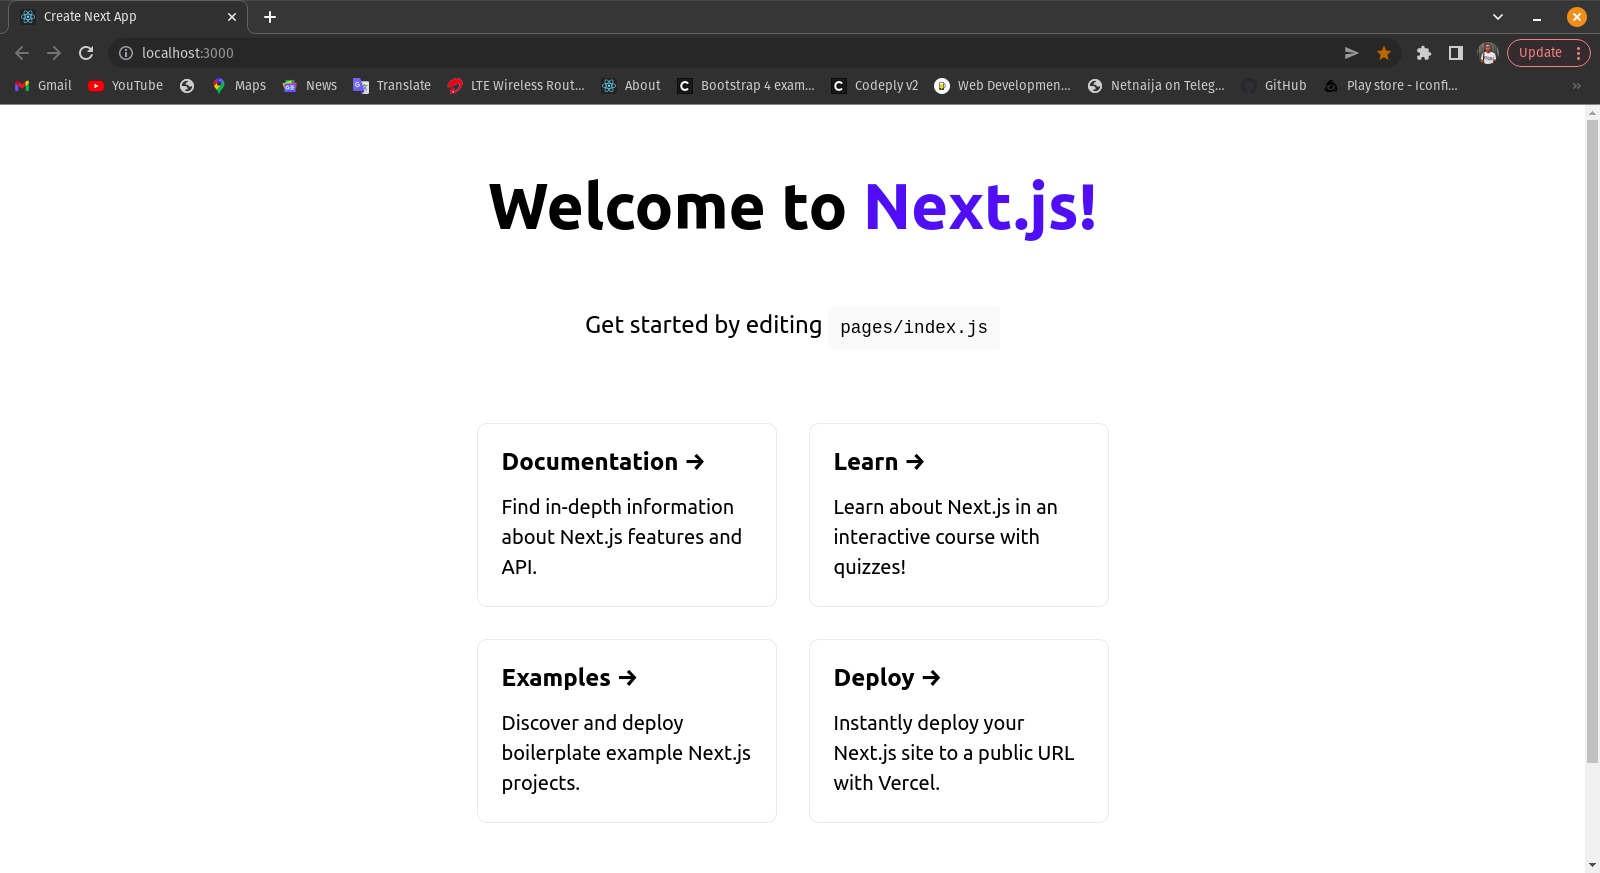 Create Next App
localhost:3000
Update
Gmail YouTube Maps News Translate LTE Wireless Rout... About Bootstrap 4 exam... Codeply v2 Web Developmen... Netnaija on Teleg... GitHub Play store - Iconfi...
Welcome to Next.js!
Get started by editing pages/index.js
Documentation →
Find in-depth information
about Next.js features and
API.
Learn →
Learn about Next.js in an
interactive course with
quizzes!
Examples →
Discover and deploy
boilerplate example Next.js
projects.
Deploy →
Instantly deploy your
Next.js site to a public URL
with Vercel.